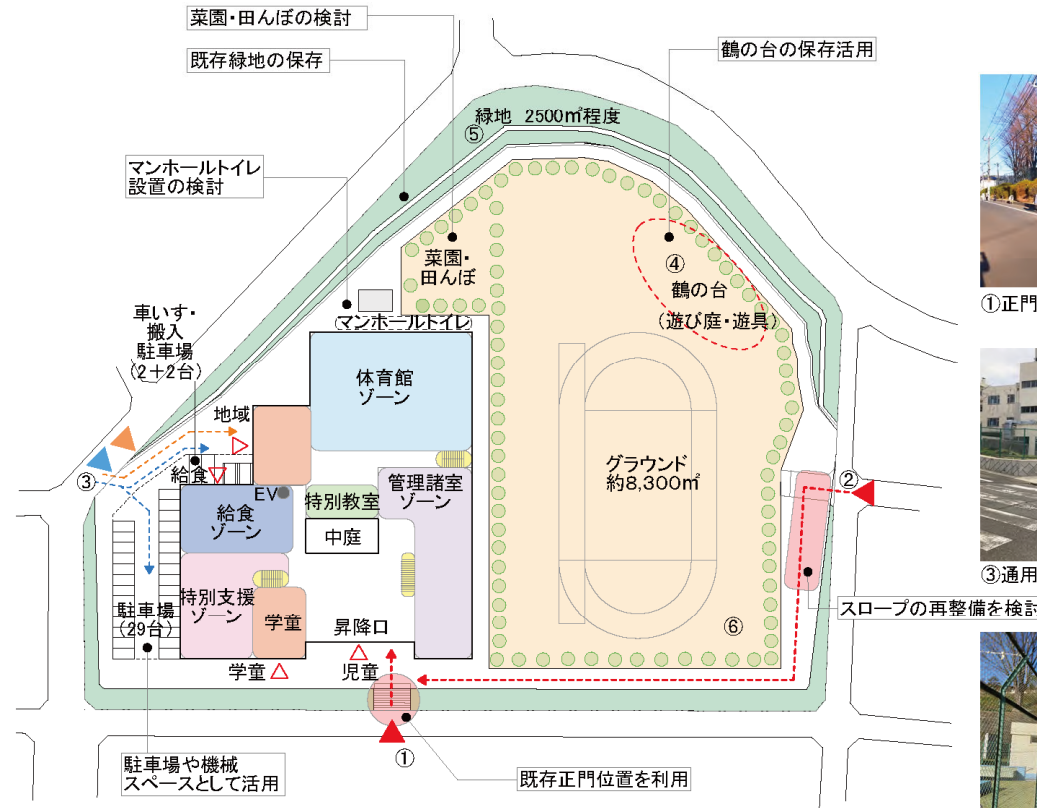 菜園・田んぼの検討
既存緑地の保存
鶴の台の保存活用
緑地 2500㎡程度
⑤
マンホールトイレ
設置の検討
菜園・
田んぼ
④
鶴の台
(遊び庭・遊具)
①正門
車いす・
搬入
駐車場
(2+2台)
マンホールトイレ
体育館
ゾーン
地域
③
給食
EV
特別教室
管理諸室
ゾーン
グラウンド
約8,300㎡
②
給食
ゾーン
中庭
③通用
スロープの再整備を検討
特別支援
ゾーン
学童
昇降口
駐車場
(29台)
⑥
学童
児童
①
駐車場や機械
スペースとして活用
既存正門位置を利用